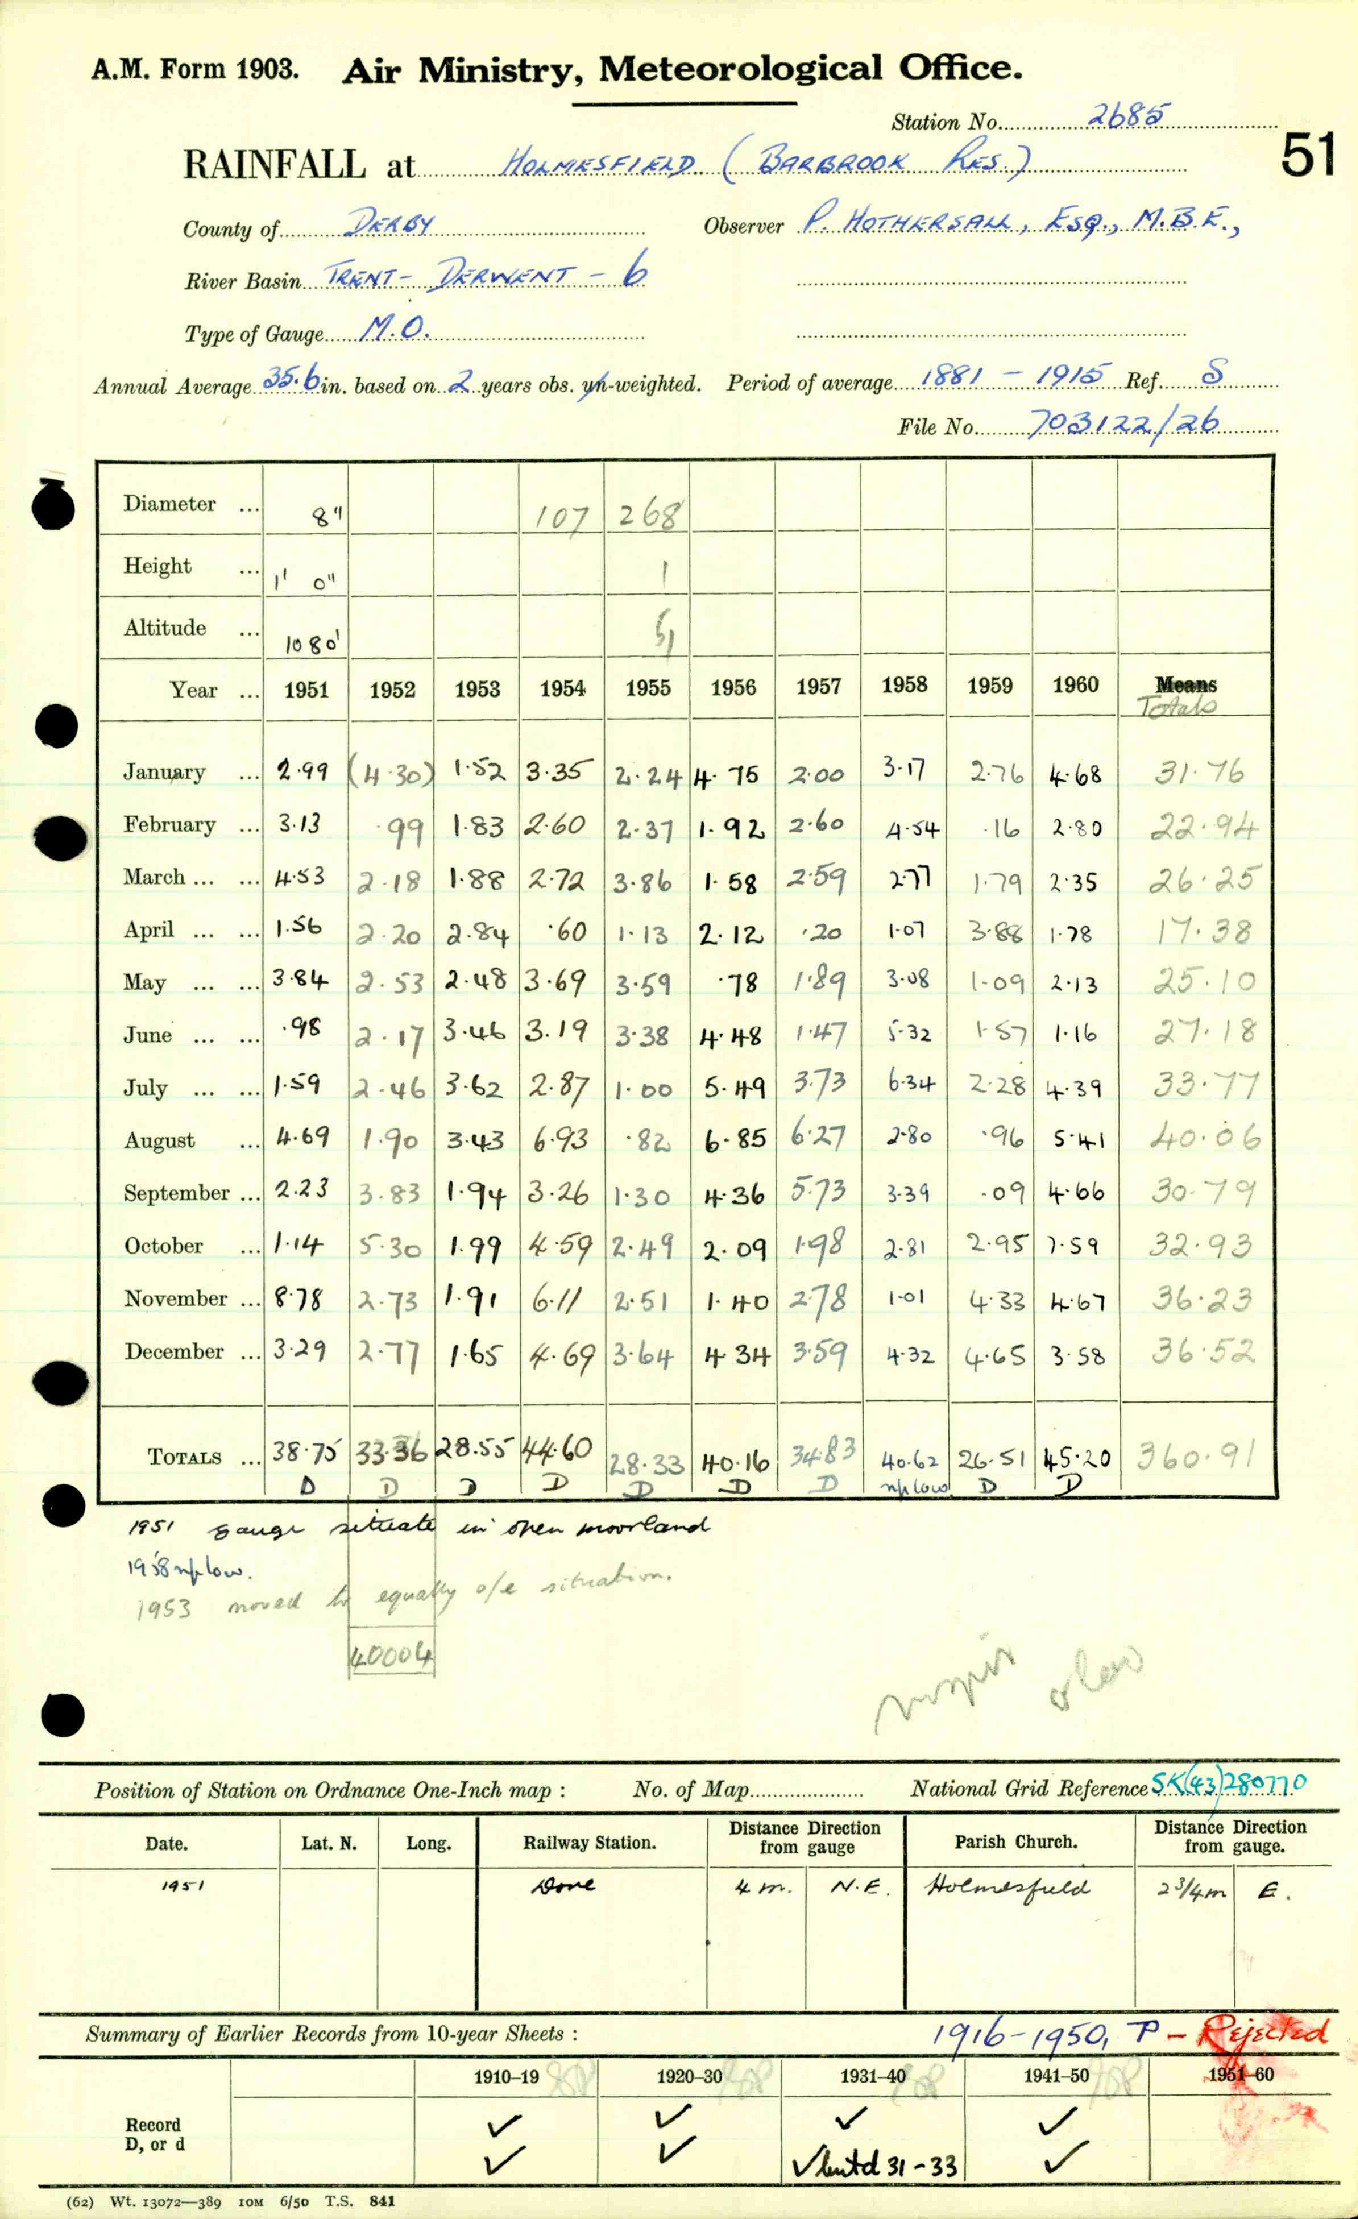 A.M. Form 1903. Air Ministry, Meteorological Office.
Station No. 2685
51
RAINFALL at HOLMESFIELD (BARBROOK RES.)
County of DERBY Observer P. HOTHERSALL, ESQ., M.B.E.,
River Basin TRENT - DERWENT - 6
Type of Gauge M.O.
Annual Average 35.6 in. based on 2 years obs. un-weighted. Period of average 1881 - 1915 Ref. S
File No. 703122/26
Diameter ... 8" 107 268
Height ... 1' 0" 1
Altitude ... 1080' 51
Year ... 1951 1952 1953 1954 1955 1956 1957 1958 1959 1960 Means
Totals
January ... 2.99 (4.30) 1.52 3.35 2.24 4.75 2.00 3.17 2.76 4.68 31.76
February ... 3.13 .99 1.83 2.60 2.37 1.92 2.60 4.54 .16 2.80 22.94
March ... ... 4.53 2.18 1.88 2.72 3.86 1.58 2.59 2.77 1.79 2.35 26.25
April ... ... 1.56 2.20 2.84 .60 1.13 2.12 .20 1.07 3.88 1.78 17.38
May ... ... 3.84 2.53 2.48 3.69 3.59 .78 1.89 3.08 1.09 2.13 25.10
June ... ... .98 2.17 3.46 3.19 3.38 4.48 1.47 5.32 1.57 1.16 27.18
July ... ... 1.59 2.46 3.62 2.87 1.00 5.49 3.73 6.34 2.28 4.39 33.77
August ... 4.69 1.90 3.43 6.93 .82 6.85 6.27 2.80 .96 5.41 40.06
September ... 2.23 3.83 1.94 3.26 1.30 4.36 5.73 3.39 .09 4.66 30.79
October ... 1.14 5.30 1.99 4.59 2.49 2.09 1.98 2.81 2.95 7.59 32.93
November ... 8.78 2.73 1.91 6.11 2.51 1.40 2.78 1.01 4.33 4.67 36.23
December ... 3.29 2.77 1.65 4.69 3.64 4 34 3.59 4.32 4.65 3.58 36.52
TOTALS ... 38.75 33.36 28.55 44.60 28.33 40.16 34.83 40.62 26.51 45.20 360.91
D D D D D D D low D D
1951 gauge situate in open moorland
1958 low.
1953 moved to equally o/e situation.
40004
Position of Station on Ordnance One-Inch map : No. of Map National Grid Reference SK(43)280770
Date. Lat. N. Long. Railway Station. Distance from Direction gauge Parish Church. Distance from Direction gauge.
1951 Dore 4 m. N.E. Holmesfield 2 3/4 m E.
Summary of Earlier Records from 10-year Sheets : 1916-1950, P - Rejected
1910–19 1920–30 1931–40 1941–50 1951–60
Record ✓ ✓ ✓ ✓
D, or d ✓ ✓ ✓ but d 31-33 ✓
(62) Wt. 13072—389 10M 6/50 T.S. 841